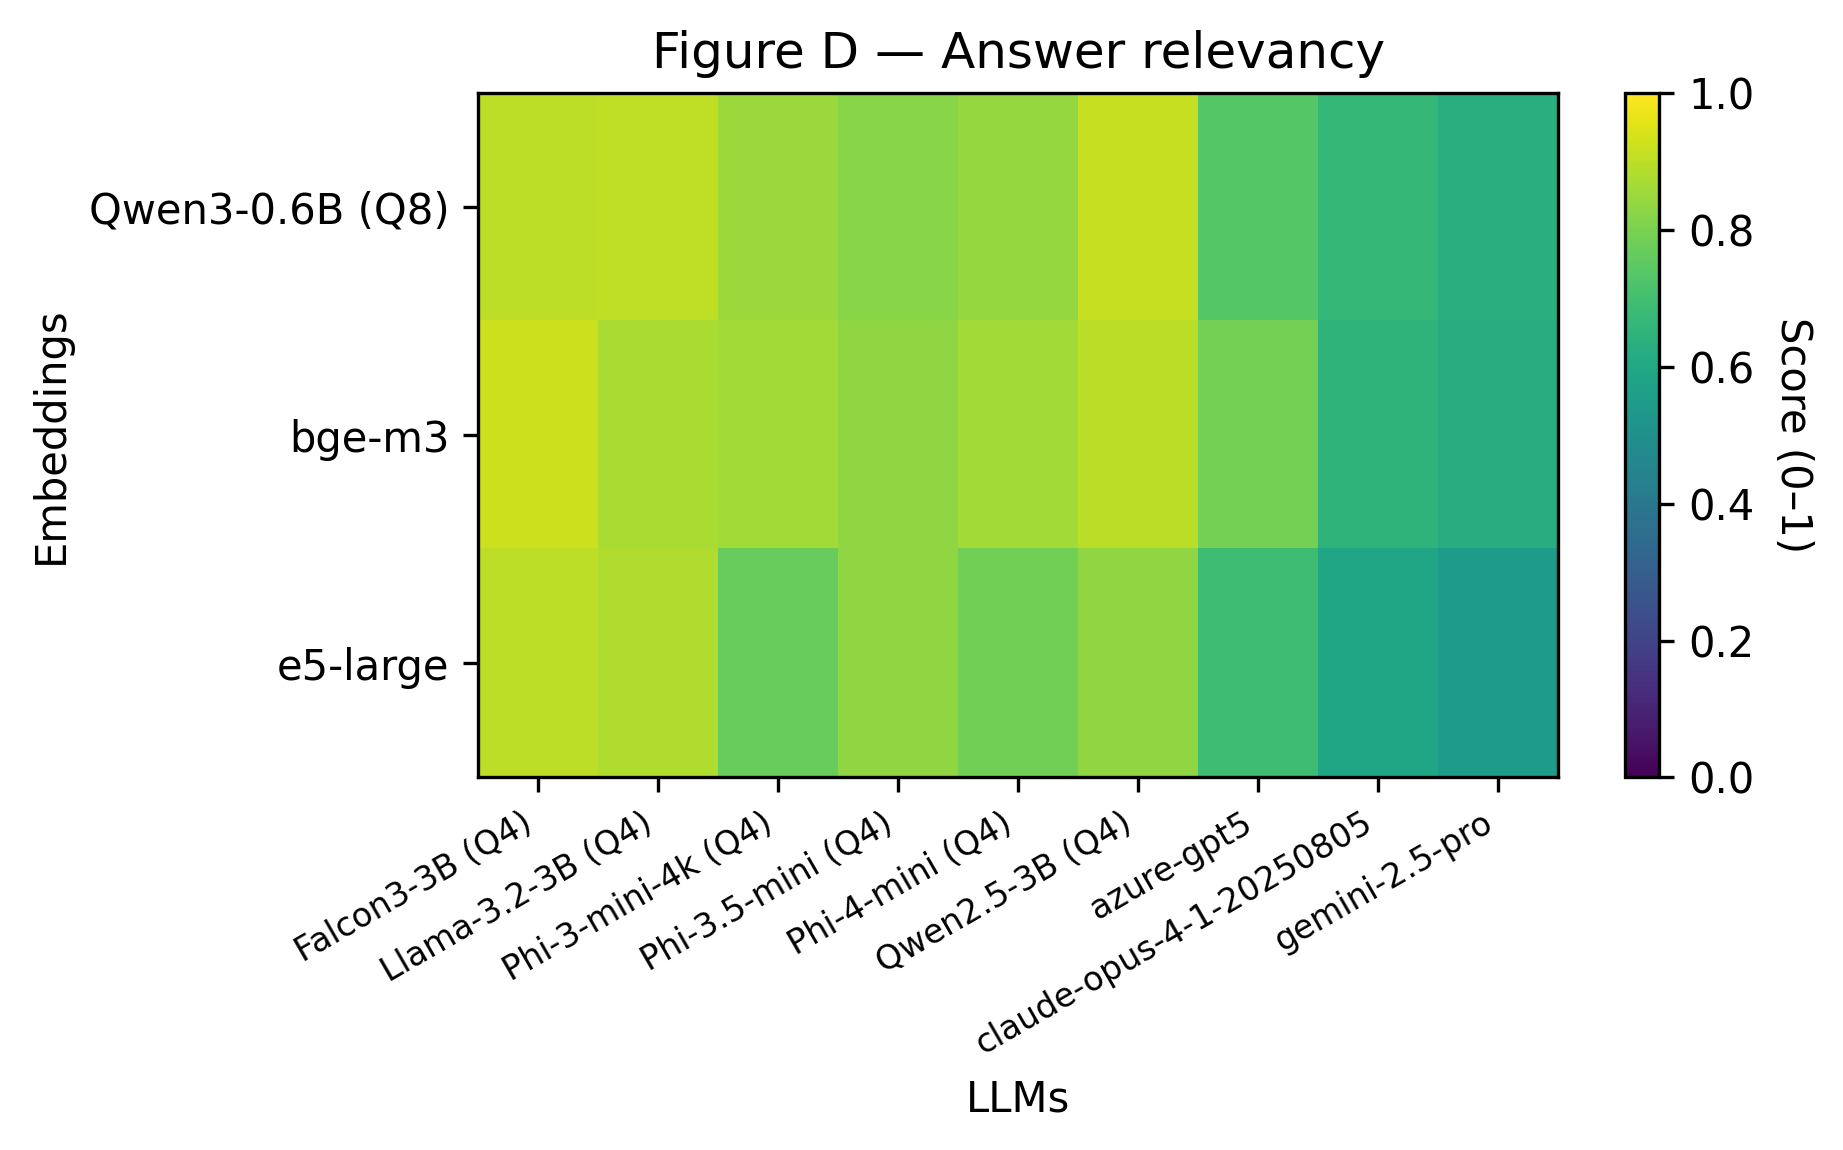 Figure D — Answer relevancy
Embeddings
Qwen3-0.6B (Q8)
bge-m3
e5-large
Falcon3-3B (Q4)
Llama-3.2-3B (Q4)
Phi-3-mini-4k (Q4)
Phi-3.5-mini (Q4)
Phi-4-mini (Q4)
Qwen2.5-3B (Q4)
azure-gpt5
claude-opus-4-1-20250805
gemini-2.5-pro
LLMs
1.0
0.8
0.6
0.4
0.2
0.0
Score (0–1)